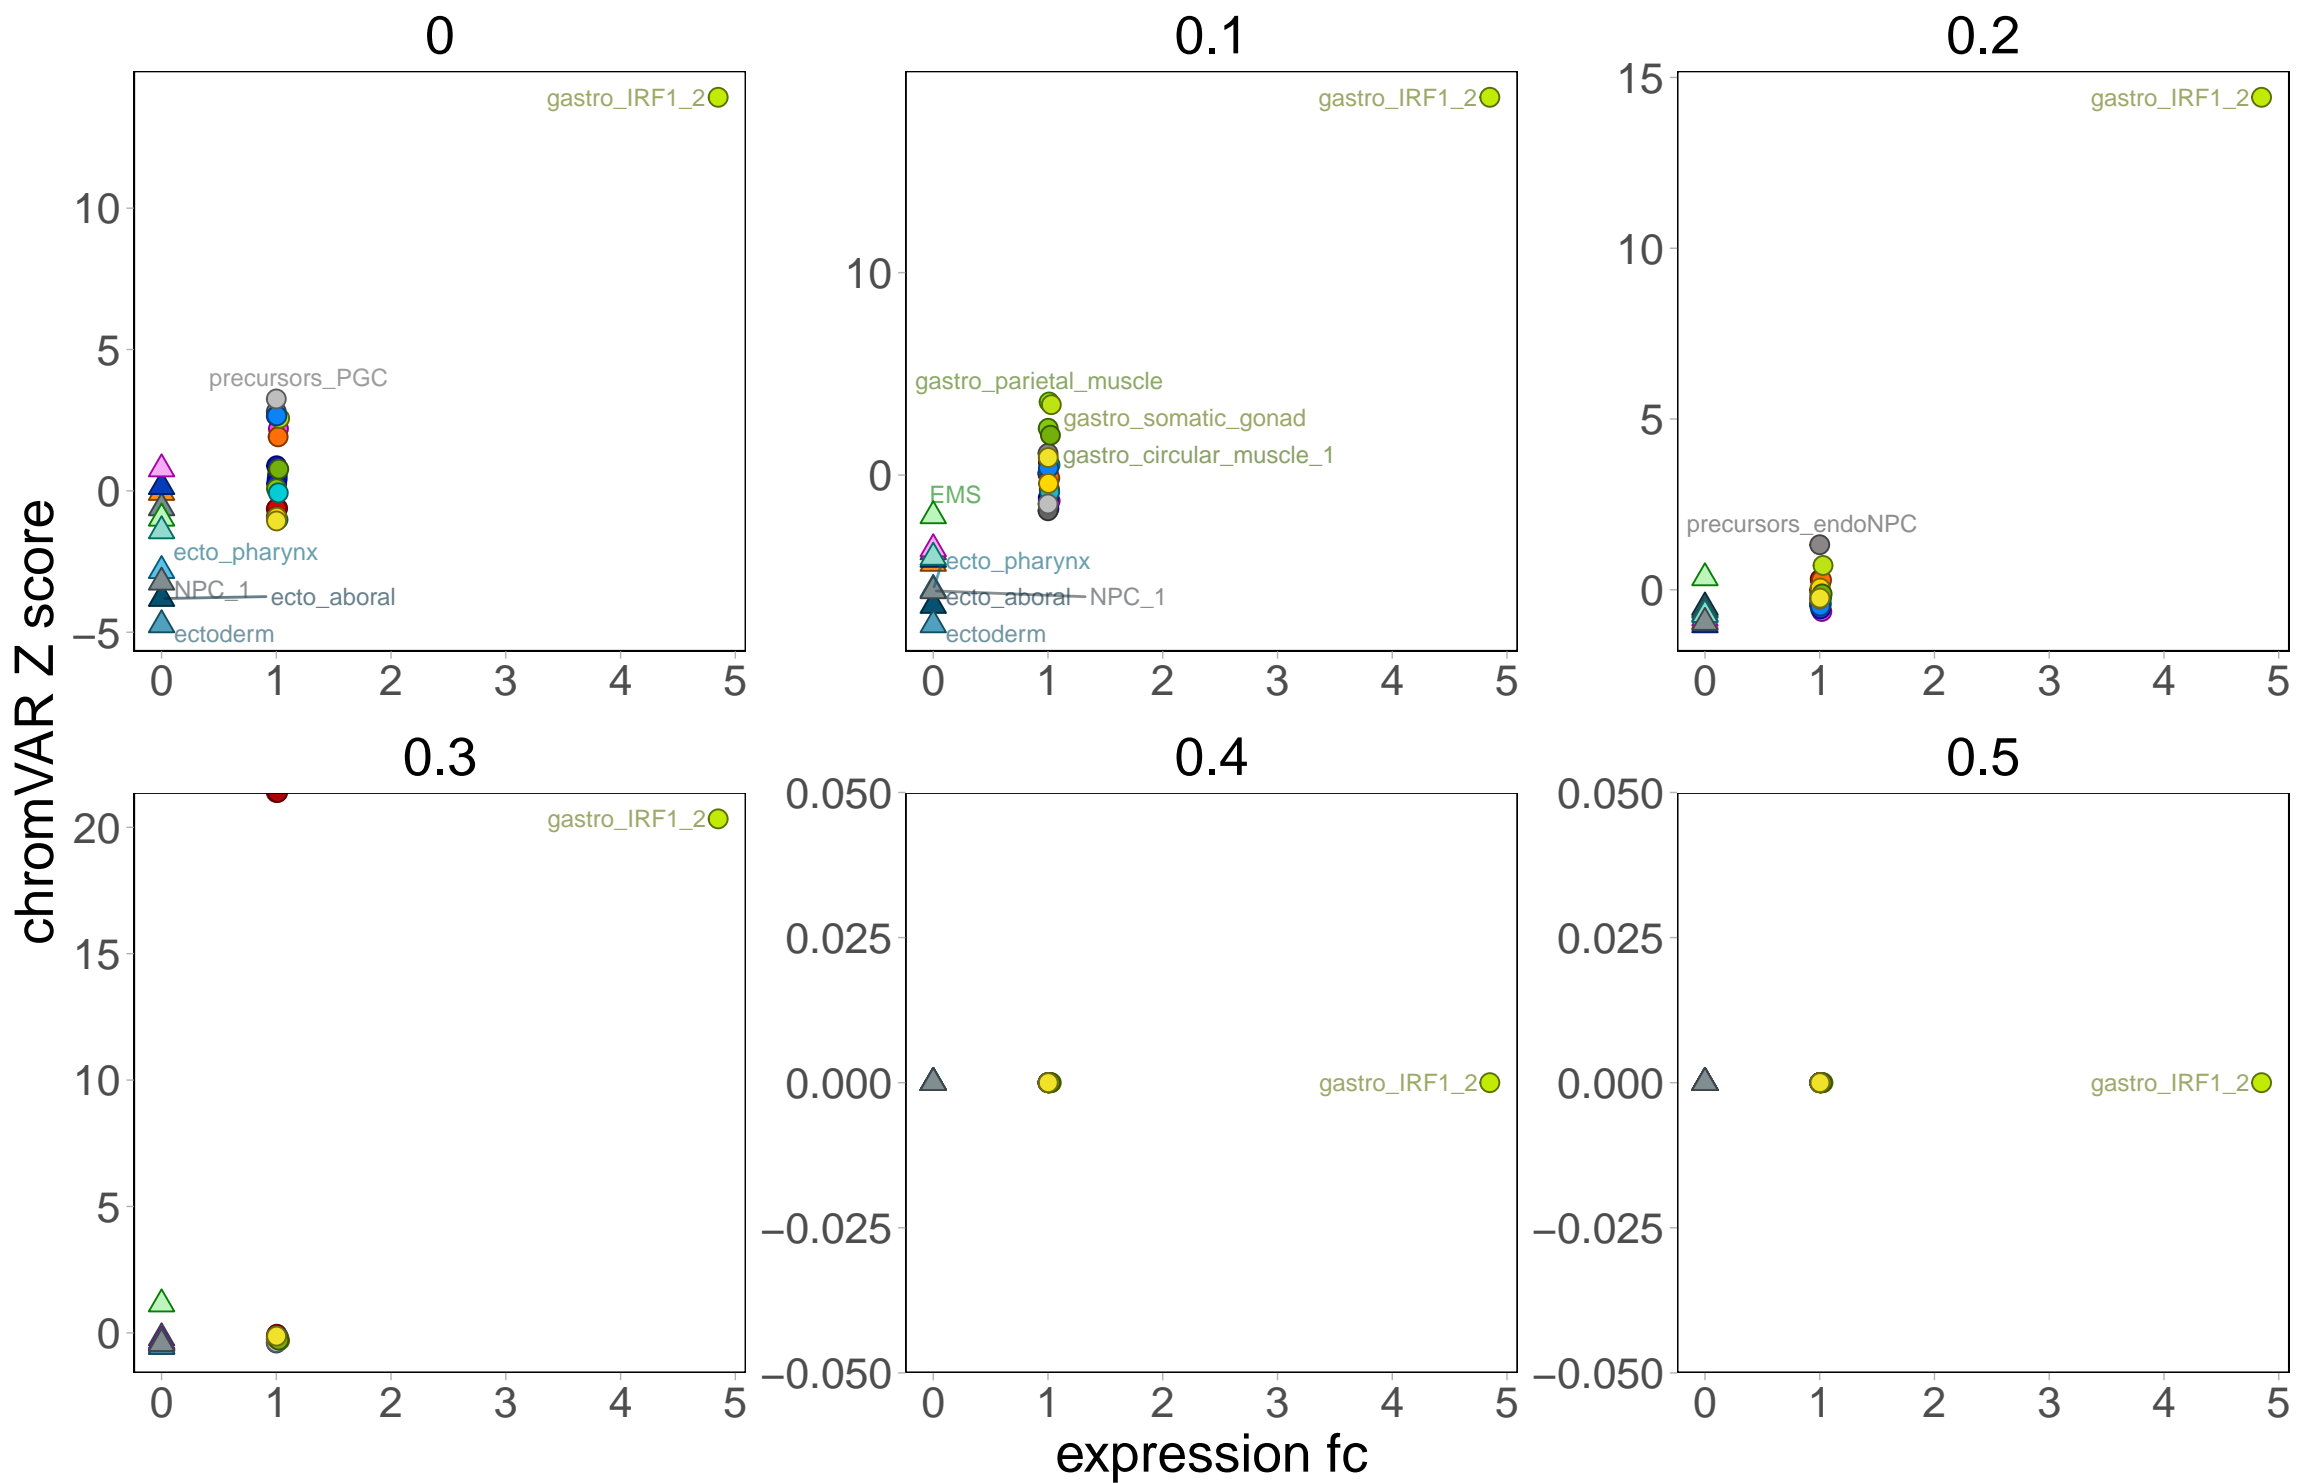 0
0.1
0.2
chromVAR Z score
10
5
0
−5
gastro_IRF1_2
precursors_PGC
ecto_pharynx
NPC_1
ecto_aboral
ectoderm
0 1 2 3 4 5
10
0
gastro_IRF1_2
gastro_parietal_muscle
gastro_somatic_gonad
gastro_circular_muscle_1
EMS
ecto_pharynx
ecto_aboral
NPC_1
ectoderm
0 1 2 3 4 5
15
10
5
0
gastro_IRF1_2
precursors_endoNPC
0 1 2 3 4 5
0.3
0.4
0.5
20
15
10
5
0
gastro_IRF1_2
0 1 2 3 4 5
0.050
0.025
0.000
−0.025
−0.050
gastro_IRF1_2
0 1 2 3 4 5
0.050
0.025
0.000
−0.025
−0.050
gastro_IRF1_2
0 1 2 3 4 5
expression fc